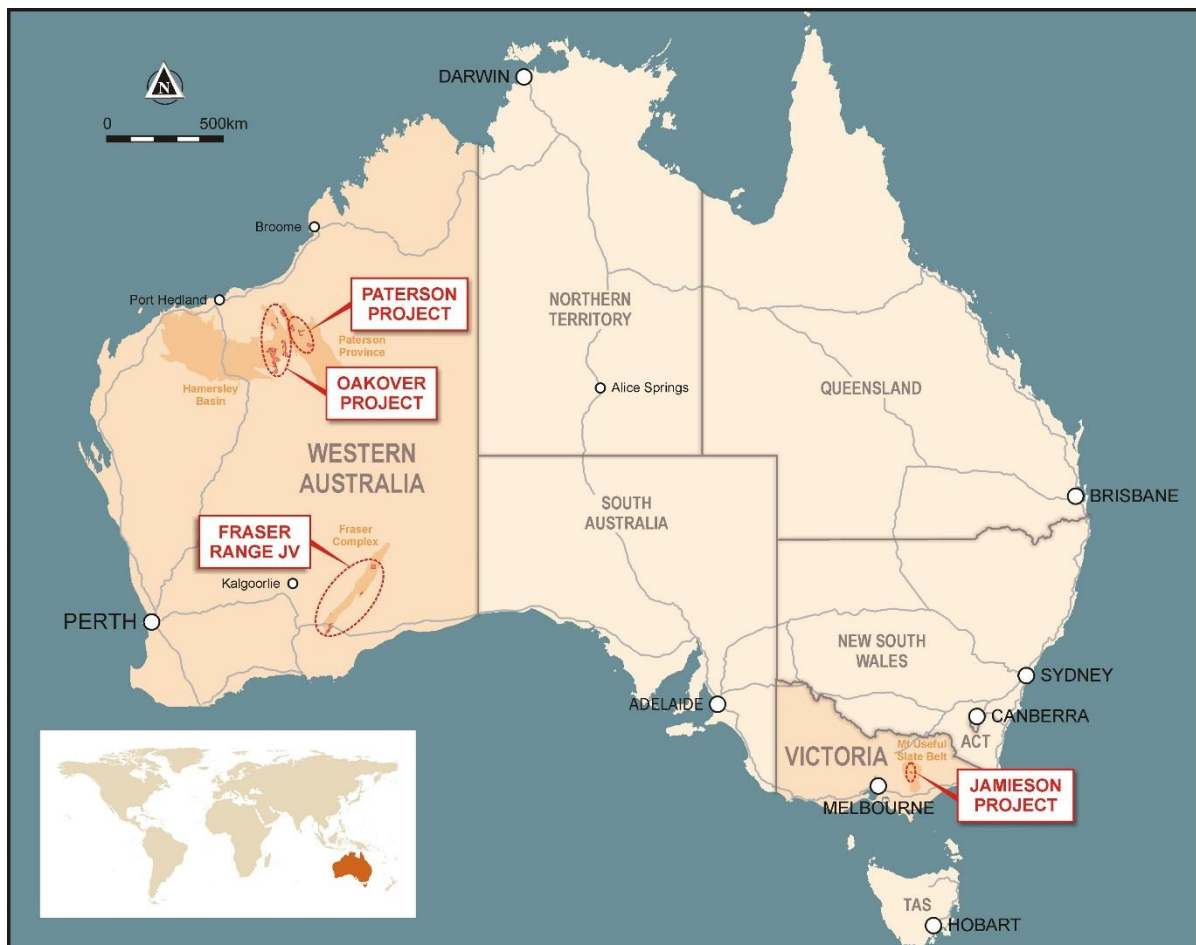 DARWIN
N
0 500km
Broome
Port Hedland
PATERSON
PROJECT
Paterson
Province
Hamersley
Basin
OAKOVER
PROJECT
NORTHERN
TERRITORY
Alice Springs
QUEENSLAND
WESTERN
AUSTRALIA
SOUTH
AUSTRALIA
BRISBANE
FRASER
RANGE JV
Fraser
Complex
Kalgoorlie
PERTH
NEW SOUTH
WALES
SYDNEY
ADELAIDE
CANBERRA
ACT
VICTORIA
Mt Useful
Slate Belt
MELBOURNE
JAMIESON
PROJECT
TAS
HOBART